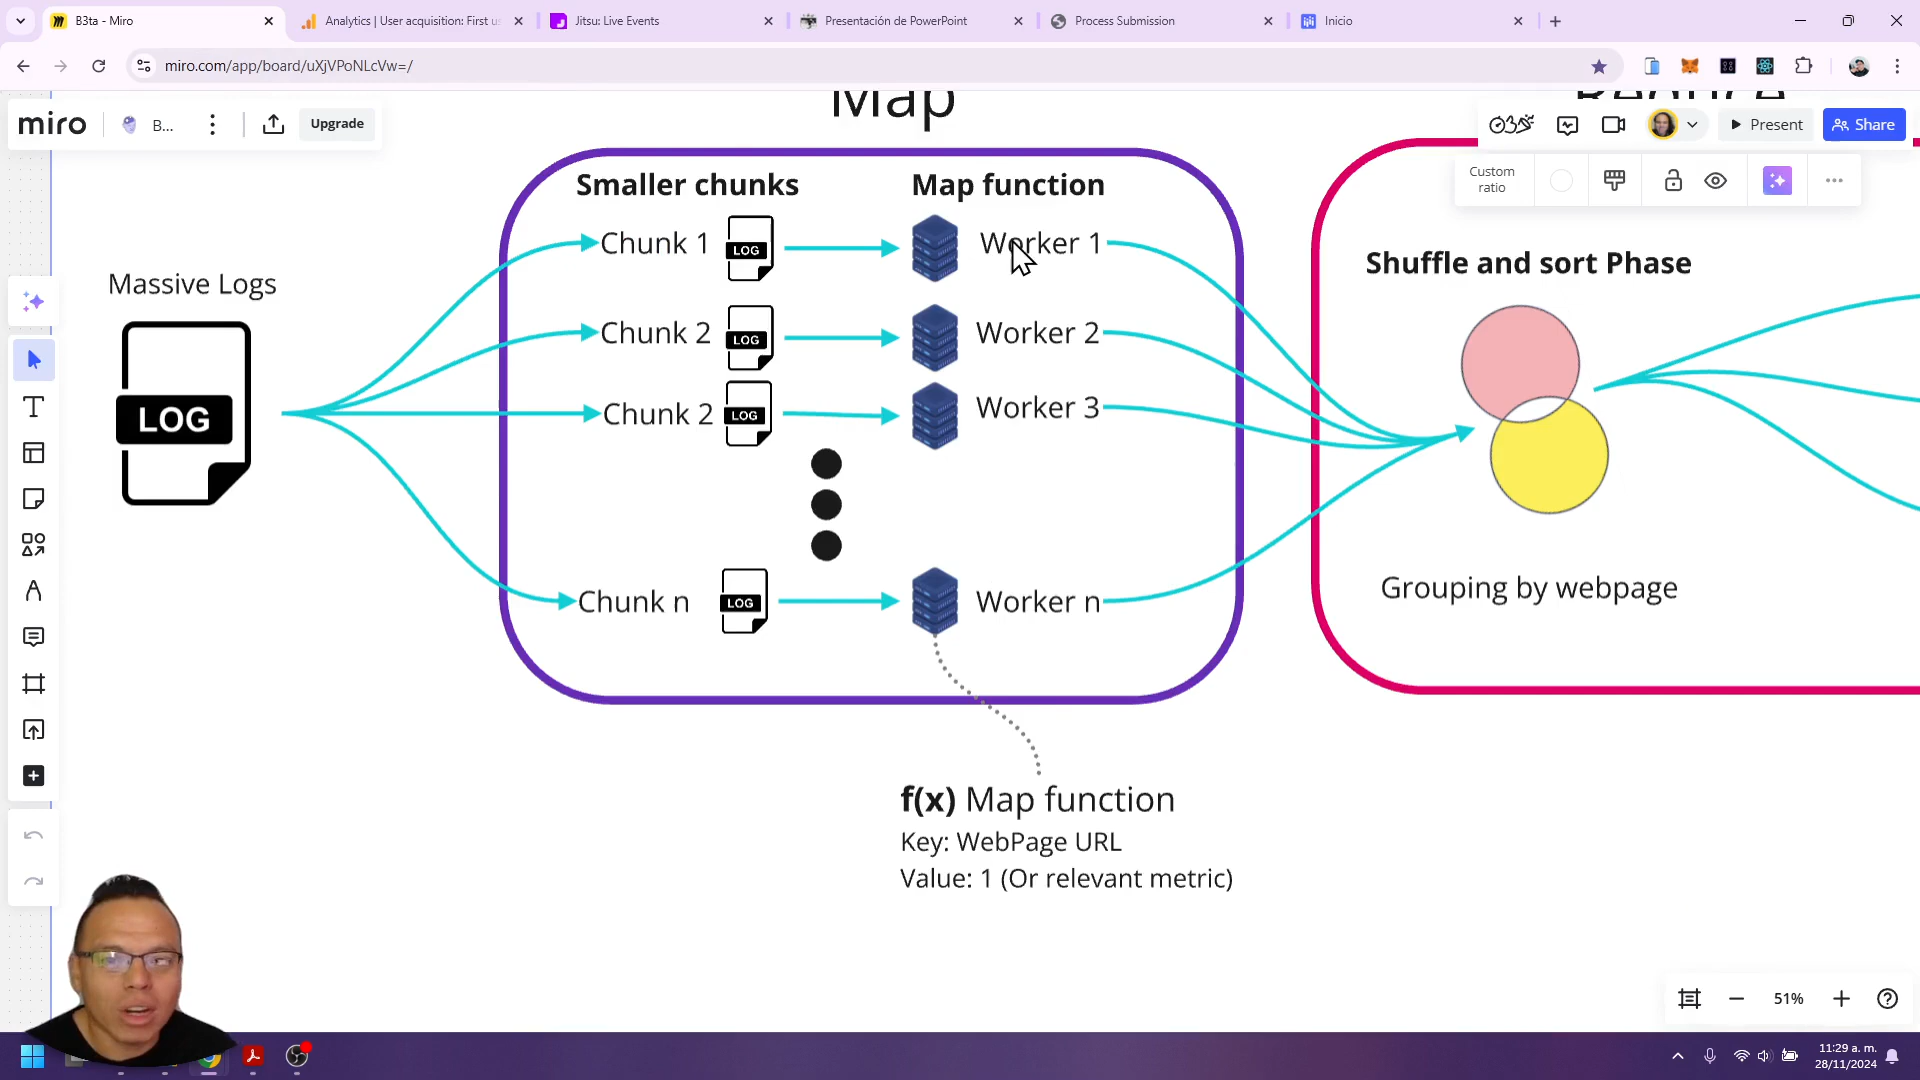 B3ta - Miro
Analytics | User acquisition: First us
Jitsu: Live Events
Presentación de PowerPoint
Process Submission
Inicio
miro.com/app/board/uXjVPoNLcVw=/
miro
B...
Upgrade
Present
Share
Custom
ratio
Map
Reduce
Smaller chunks
Map function
Massive Logs
LOG
Chunk 1
LOG
Worker 1
Chunk 2
LOG
Worker 2
Chunk 2
LOG
Worker 3
Chunk n
LOG
Worker n
Shuffle and sort Phase
Grouping by webpage
f(x) Map function
Key: WebPage URL
Value: 1 (Or relevant metric)
51%
11:29 a. m.
28/11/2024